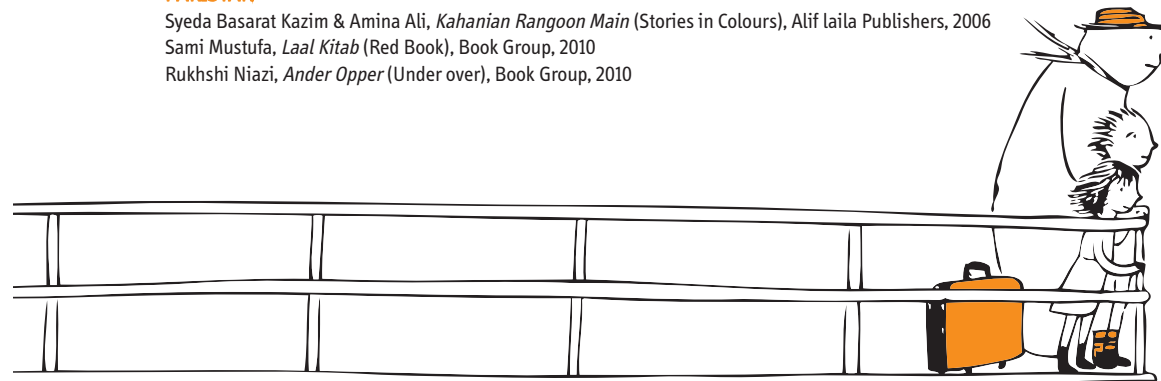 PAKISTAN
Syeda Basarat Kazim & Amina Ali, Kahanian Rangoon Main (Stories in Colours), Alif laila Publishers, 2006
Sami Mustufa, Laal Kitab (Red Book), Book Group, 2010
Rukhshi Niazi, Ander Opper (Under over), Book Group, 2010